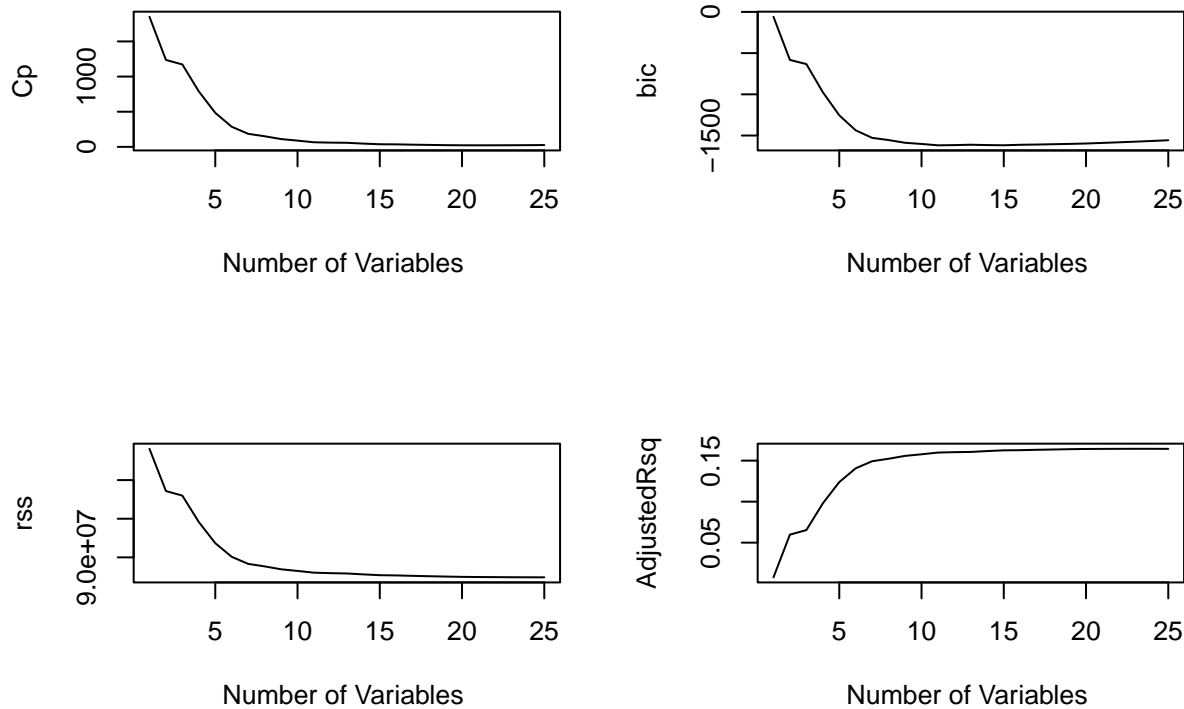 Cp
1000
0
5 10 15 20 25
Number of Variables
bic
0
−1500
5 10 15 20 25
Number of Variables
rss
9.0e+07
5 10 15 20 25
Number of Variables
AdjustedRsq
0.15
0.05
5 10 15 20 25
Number of Variables